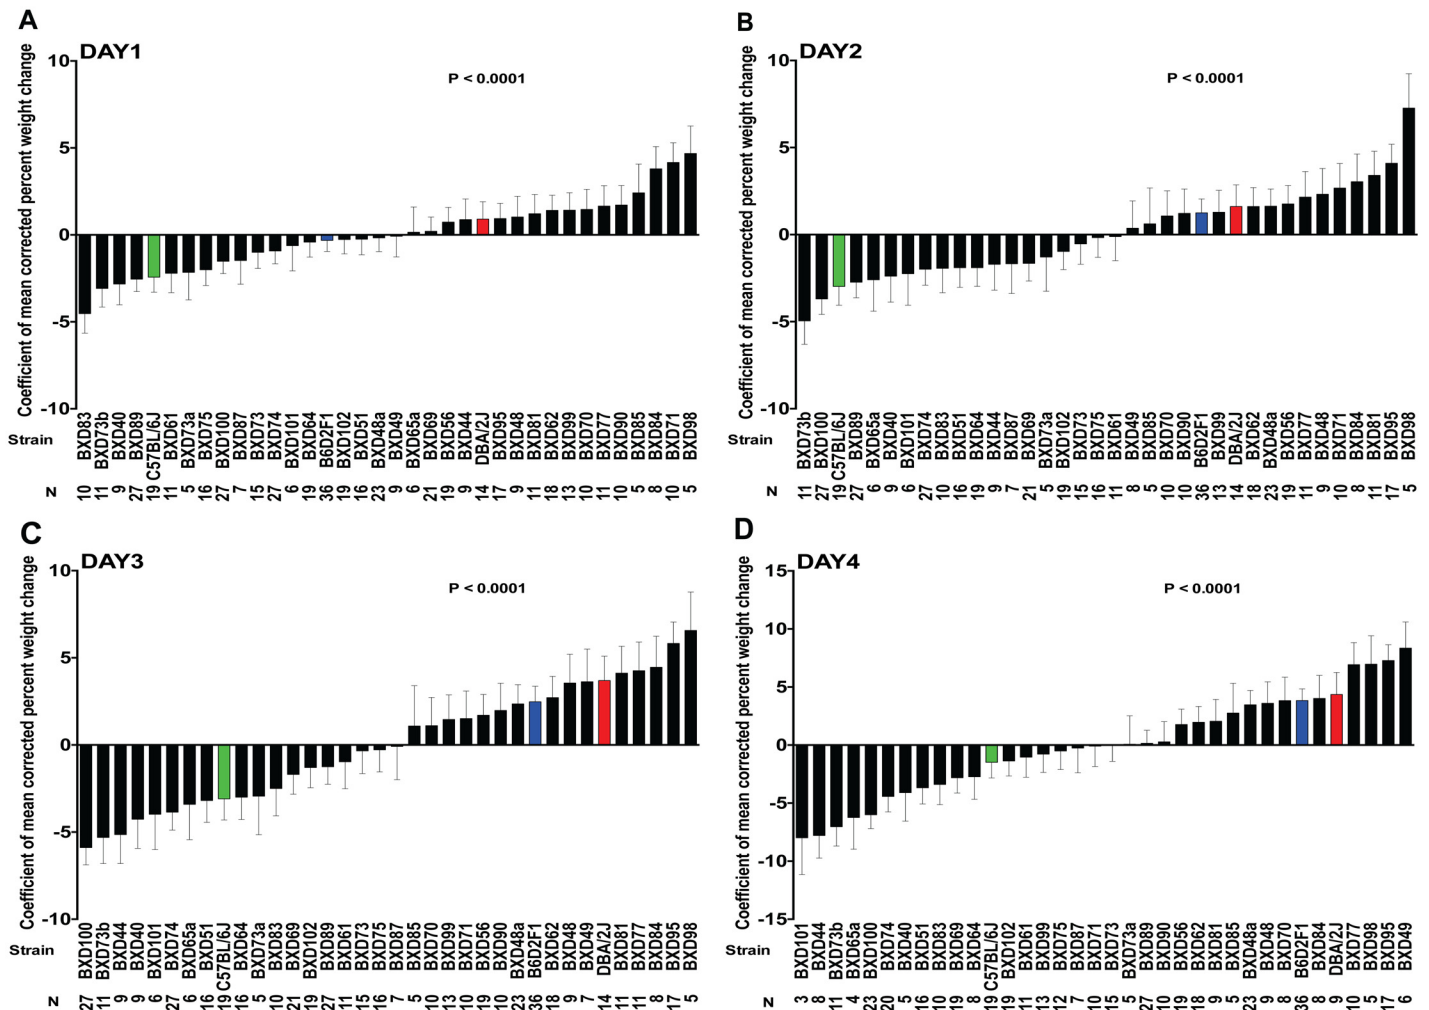 A
DAY1
P < 0.0001
Coefficient of mean corrected percent weight change
10
5
0
-5
-10
Strain
BXD83 BXD73b BXD40 BXD89 C57BL/6J BXD61 BXD73a BXD75 BXD100 BXD87 BXD73 BXD74 BXD101 BXD64 B6D2F1 BXD102 BXD51 BXD48a BXD49 BXD65a BXD69 BXD56 BXD44 DBA/2J BXD95 BXD48 BXD81 BXD62 BXD99 BXD70 BXD77 BXD90 BXD85 BXD84 BXD71 BXD98
N
10 11 9 27 19 11 5 16 27 7 15 27 6 19 36 19 16 23 9 6 21 19 9 14 17 9 11 18 13 10 11 10 5 8 10 5
B
DAY2
P < 0.0001
Coefficient of mean corrected percent weight change
10
5
0
-5
-10
Strain
BXD73b BXD100 C57BL/6J BXD89 BXD65a BXD40 BXD101 BXD74 BXD83 BXD51 BXD64 BXD44 BXD87 BXD69 BXD73a BXD102 BXD73 BXD75 BXD61 BXD49 BXD85 BXD70 BXD90 B6D2F1 BXD99 DBA/2J BXD62 BXD48a BXD56 BXD77 BXD48 BXD71 BXD84 BXD81 BXD95 BXD98
N
11 27 19 27 6 9 6 27 10 16 19 9 7 21 5 19 15 16 11 8 5 10 10 36 13 14 18 23 19 11 9 10 8 11 17 5
C
DAY3
P < 0.0001
Coefficient of mean corrected percent weight change
10
5
0
-5
-10
Strain
BXD100 BXD73b BXD44 BXD40 BXD101 BXD74 BXD65a BXD51 C57BL/6J BXD64 BXD73a BXD83 BXD69 BXD102 BXD89 BXD61 BXD73 BXD75 BXD87 BXD85 BXD70 BXD99 BXD71 BXD56 BXD90 BXD48a B6D2F1 BXD62 BXD48 BXD49 DBA/2J BXD81 BXD77 BXD84 BXD95 BXD98
N
27 11 9 9 6 27 6 16 19 16 5 10 21 19 27 11 15 16 7 5 10 13 10 19 10 23 36 18 9 7 14 11 11 8 17 5
D
DAY4
P < 0.0001
Coefficient of mean corrected percent weight change
15
10
5
0
-5
-10
-15
Strain
BXD101 BXD44 BXD73b BXD65a BXD100 BXD74 BXD40 BXD51 BXD83 BXD69 BXD64 C57BL/6J BXD102 BXD61 BXD99 BXD75 BXD87 BXD71 BXD73 BXD73a BXD89 BXD90 BXD56 BXD62 BXD81 BXD85 BXD48a BXD48 BXD70 B6D2F1 BXD84 DBA/2J BXD77 BXD98 BXD95 BXD49
N
3 8 11 4 23 20 5 16 10 19 8 19 19 11 13 12 7 10 15 5 27 10 19 18 9 5 23 9 8 36 8 9 10 5 17 6